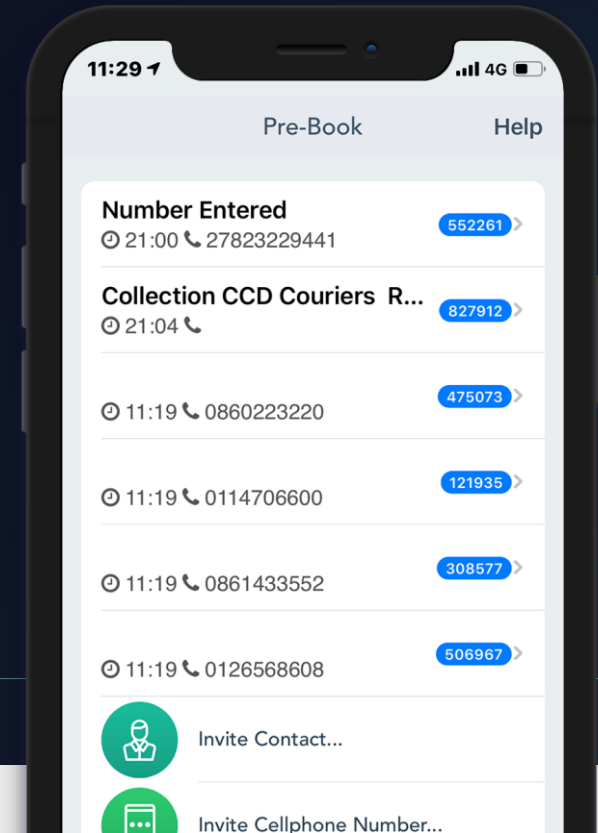 11:29 4G
Pre-Book Help
Number Entered
552261
21:00 27823229441
Collection CCD Couriers R...
827912
21:04
475073
11:19 0860223220
121935
11:19 0114706600
308577
11:19 0861433552
506967
11:19 0126568608
Invite Contact...
Invite Cellphone Number...